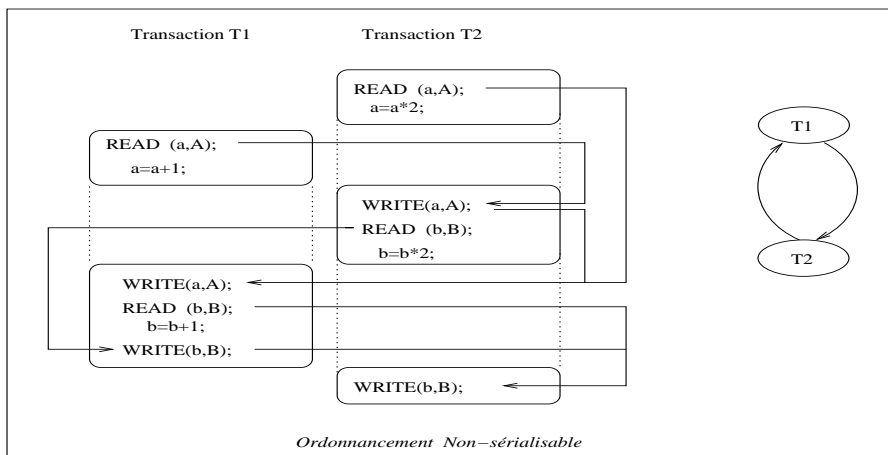 Transaction T1
Transaction T2
READ (a,A);
a=a*2;
READ (a,A);
a=a+1;
WRITE(a,A);
READ (b,B);
b=b*2;
WRITE(a,A);
READ (b,B);
b=b+1;
WRITE(b,B);
WRITE(b,B);
T1
T2
Ordonnancement Non−sérialisable